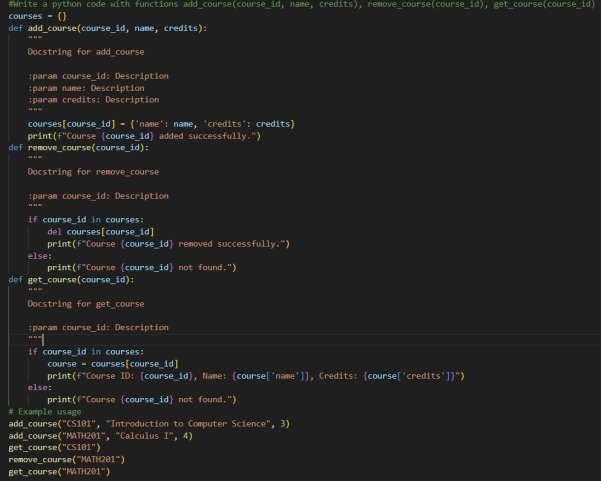 #Write a python code with functions add_course(course_id, name, credits), remove_course(course_id), get_course(course_id)
courses = {}
def add_course(course_id, name, credits):
    """
    Docstring for add_course

    :param course_id: Description
    :param name: Description
    :param credits: Description
    """
    courses[course_id] = {'name': name, 'credits': credits}
    print(f"Course {course_id} added successfully.")
def remove_course(course_id):
    """
    Docstring for remove_course

    :param course_id: Description
    """
    if course_id in courses:
        del courses[course_id]
        print(f"Course {course_id} removed successfully.")
    else:
        print(f"Course {course_id} not found.")
def get_course(course_id):
    """
    Docstring for get_course

    :param course_id: Description
    """
    if course_id in courses:
        course = courses[course_id]
        print(f"Course ID: {course_id}, Name: {course['name']}, Credits: {course['credits']}")
    else:
        print(f"Course {course_id} not found.")
# Example usage
add_course("CS101", "Introduction to Computer Science", 3)
add_course("MATH201", "Calculus I", 4)
get_course("CS101")
remove_course("MATH201")
get_course("MATH201")